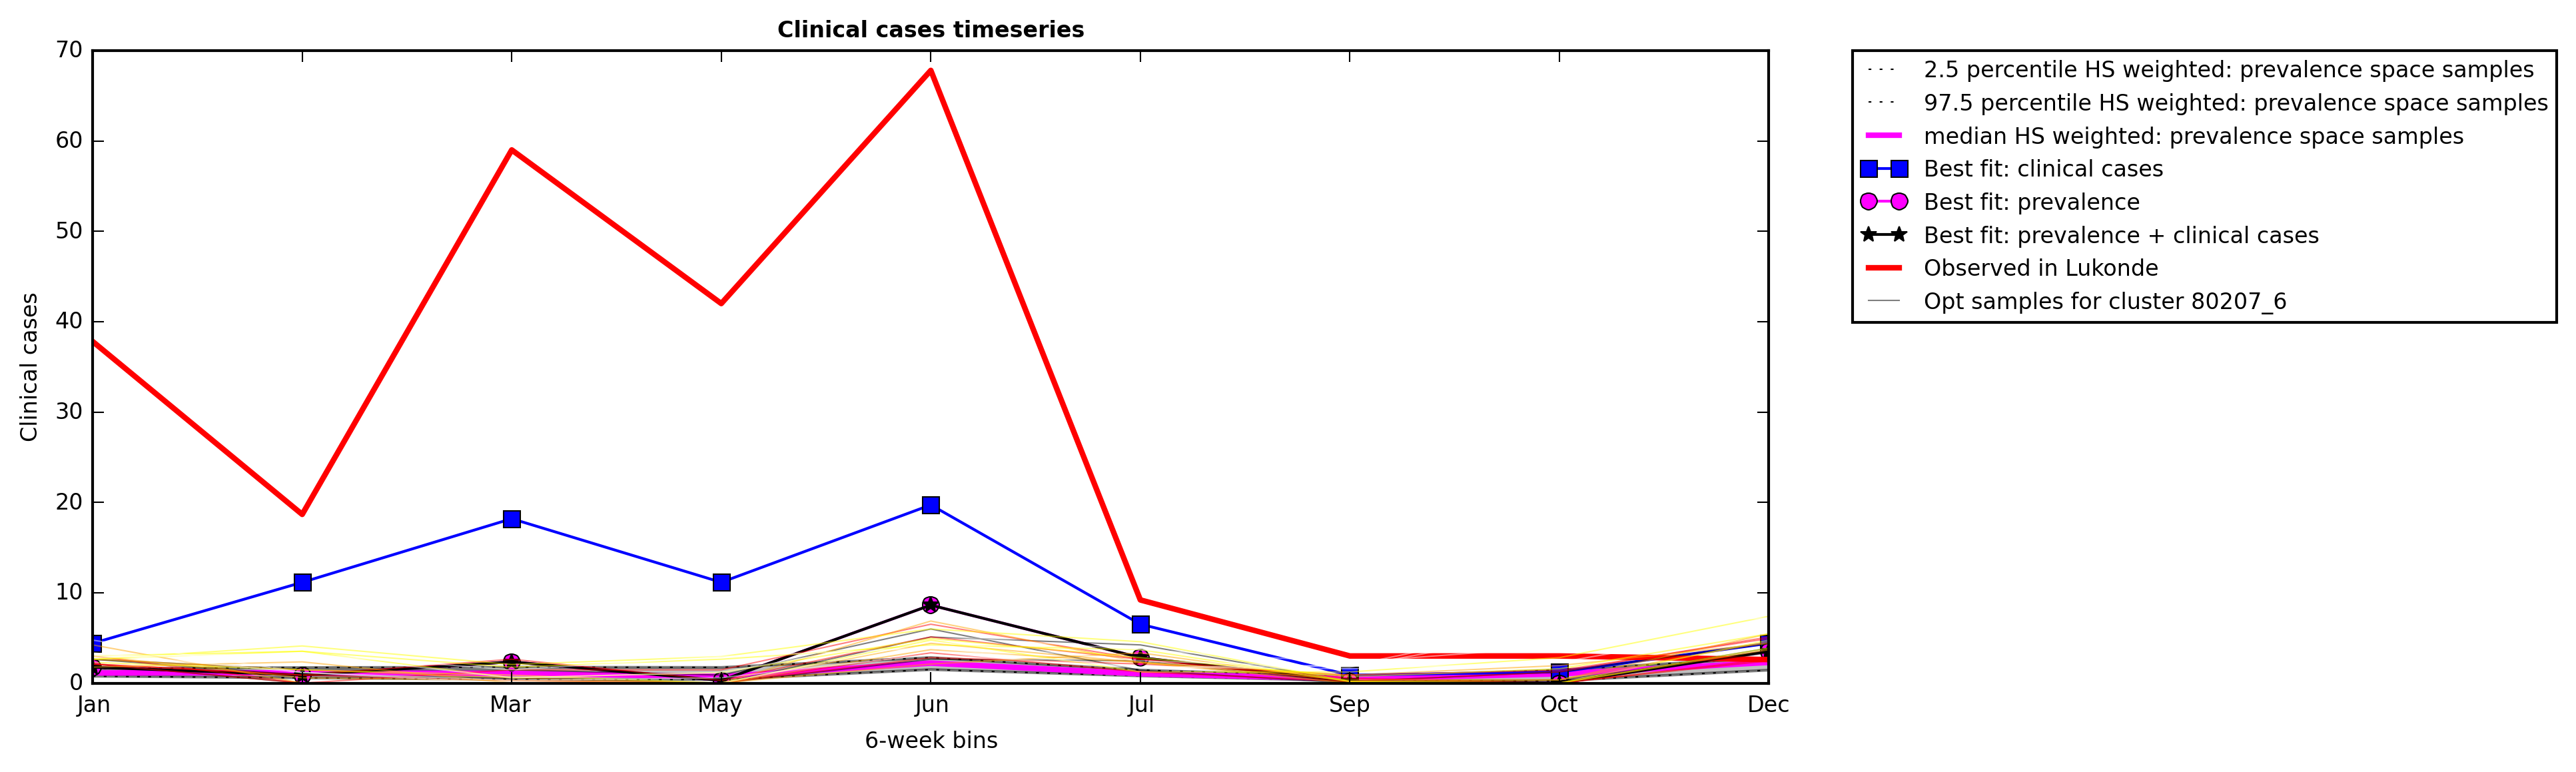 Clinical cases timeseries
70
60
50
40
30
20
10
0
Clinical cases
Jan Feb Mar May Jun Jul Sep Oct Dec
6-week bins
2.5 percentile HS weighted: prevalence space samples
97.5 percentile HS weighted: prevalence space samples
median HS weighted: prevalence space samples
Best fit: clinical cases
Best fit: prevalence
Best fit: prevalence + clinical cases
Observed in Lukonde
Opt samples for cluster 80207_6